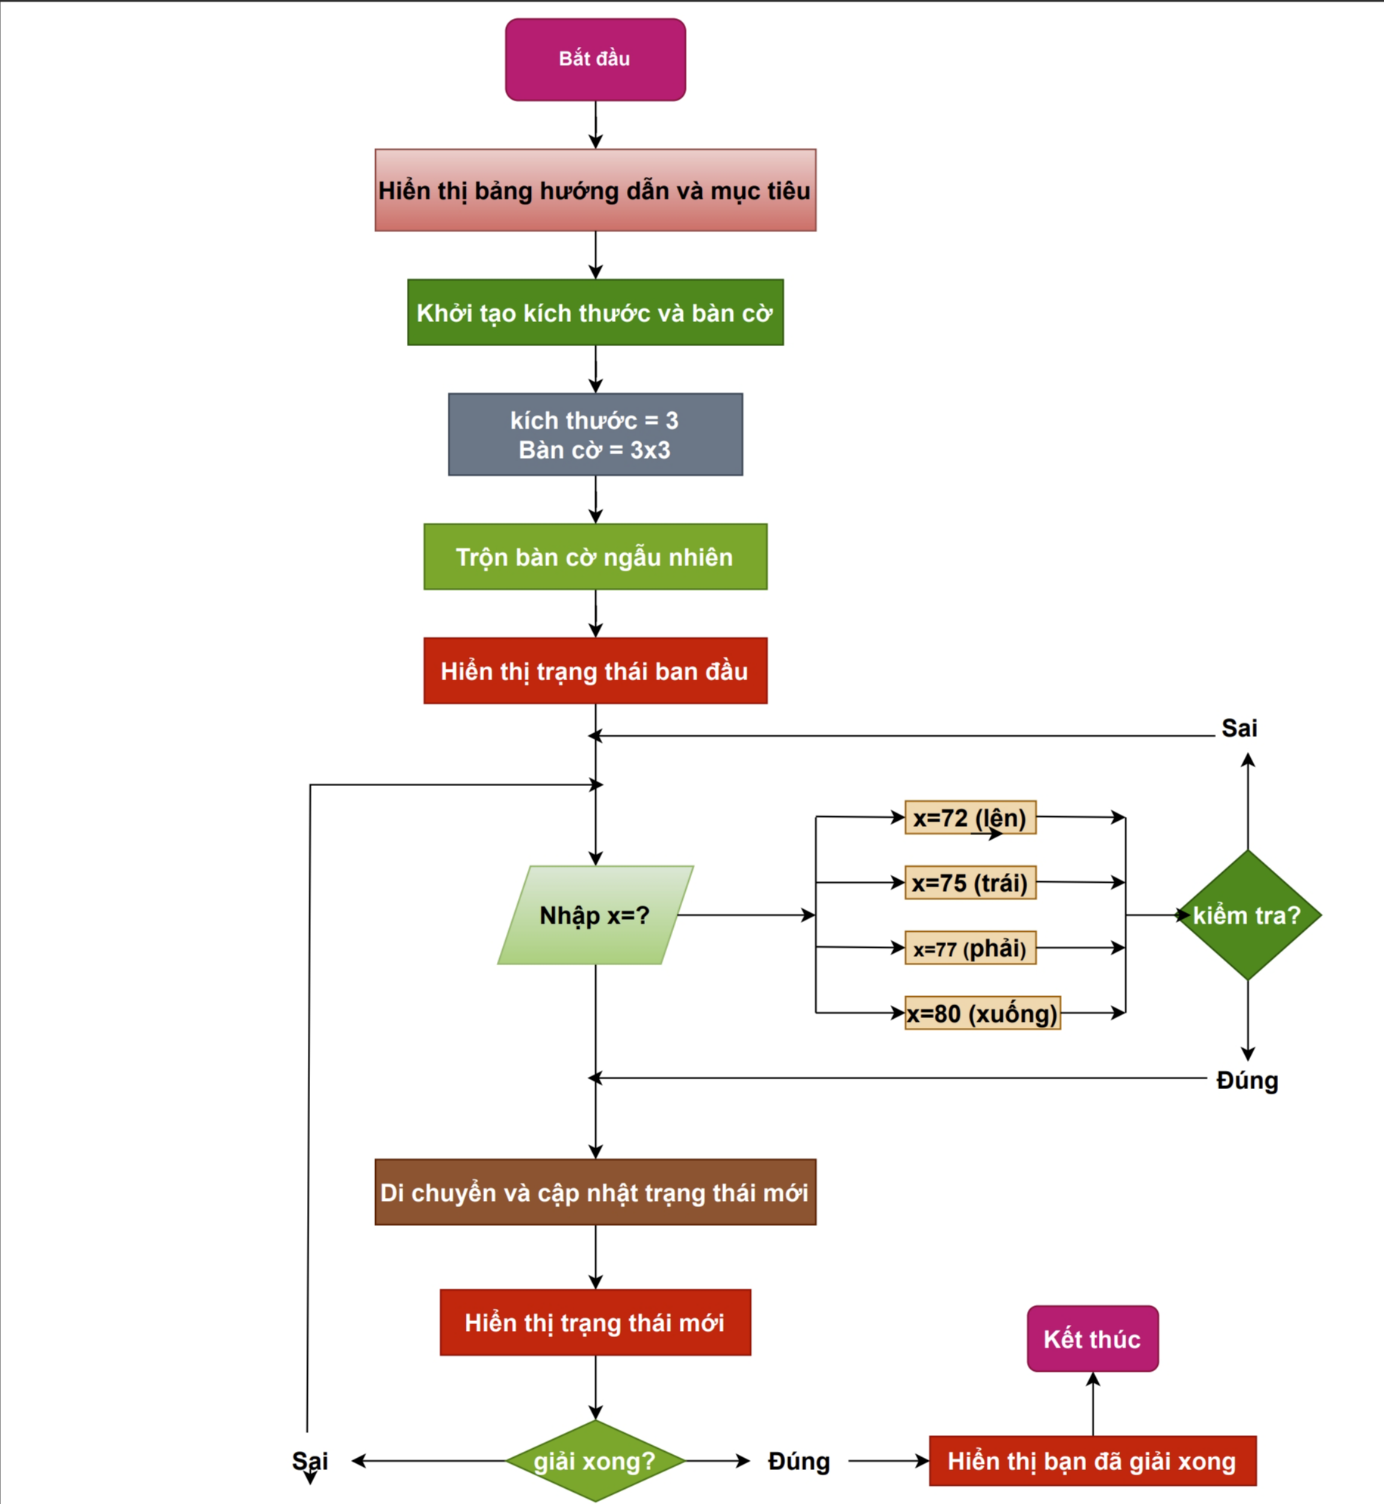 Bắt đầu
Hiển thị bảng hướng dẫn và mục tiêu
Khởi tạo kích thước và bàn cờ
kích thước = 3
Bàn cờ = 3x3
Trộn bàn cờ ngẫu nhiên
Hiển thị trạng thái ban đầu
Sai
x=72 (lên)
x=75 (trái)
Nhập x=?
kiểm tra?
x=77 (phải)
x=80 (xuống)
Đúng
Di chuyển và cập nhật trạng thái mới
Hiển thị trạng thái mới
Kết thúc
Sai
giải xong?
Đúng
Hiển thị bạn đã giải xong